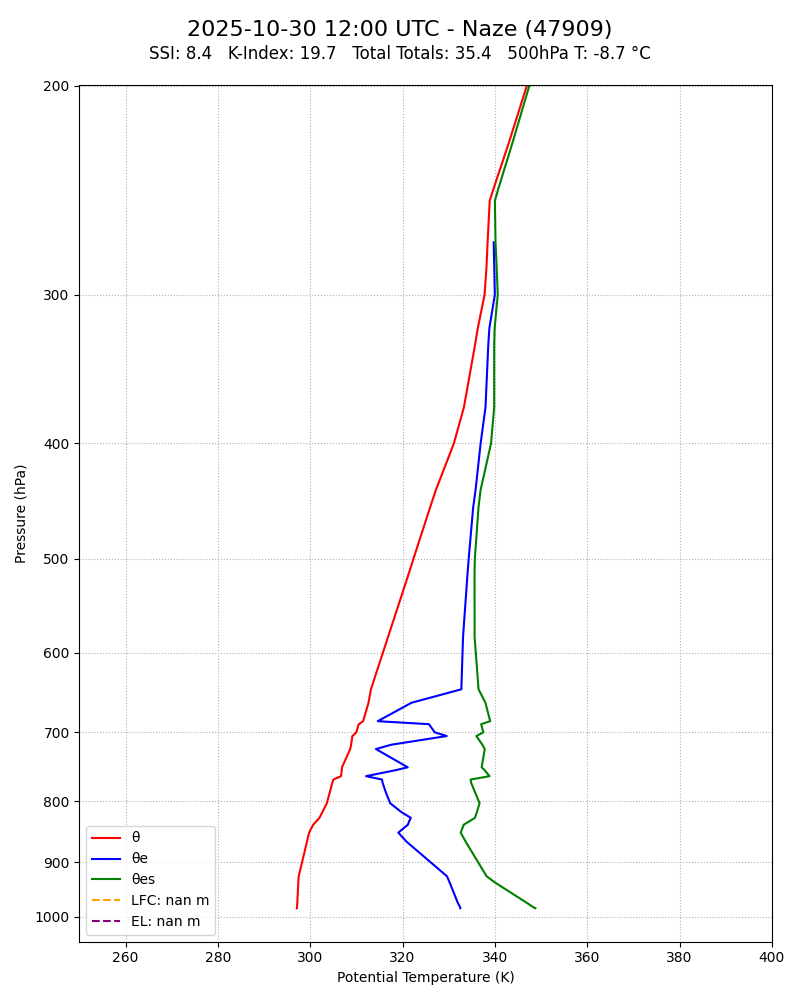 2025-10-30 12:00 UTC - Naze (47909)
SSI: 8.4   K-Index: 19.7   Total Totals: 35.4   500hPa T: -8.7 °C
200
300
400
500
600
700
800
900
1000
Pressure (hPa)
θ
θe
θes
LFC: nan m
EL: nan m
260 280 300 320 340 360 380 400
Potential Temperature (K)